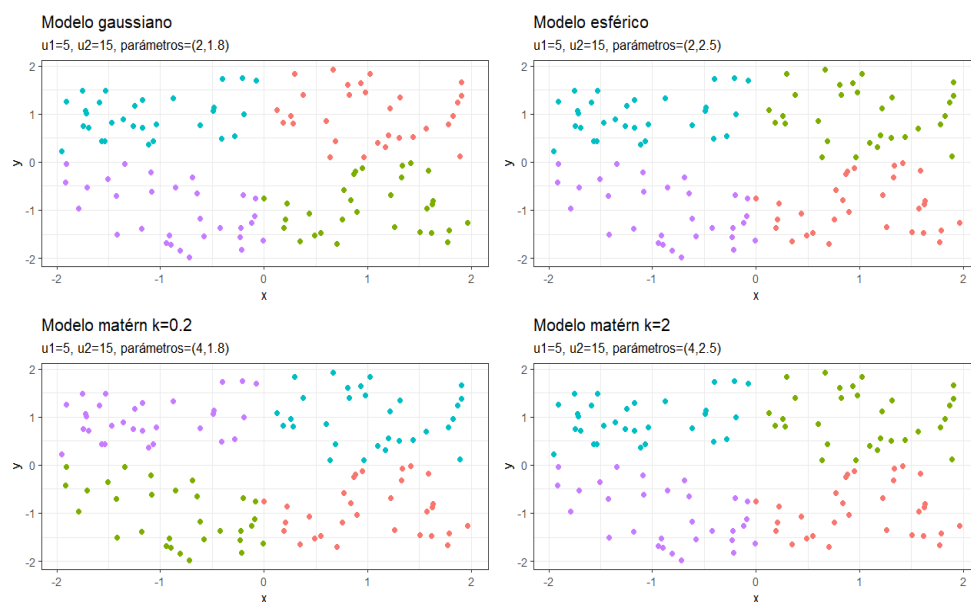 Modelo gaussiano
u1=5, u2=15, parámetros=(2,1.8)
2
1
0
-1
-2
y
-2
-1
0
1
2
x
Modelo esférico
u1=5, u2=15, parámetros=(2,2.5)
2
1
0
-1
-2
y
-2
-1
0
1
2
x
Modelo matérn k=0.2
u1=5, u2=15, parámetros=(4,1.8)
2
1
0
-1
-2
y
-2
-1
0
1
2
x
Modelo matérn k=2
u1=5, u2=15, parámetros=(4,2.5)
2
1
0
-1
-2
y
-2
-1
0
1
2
x